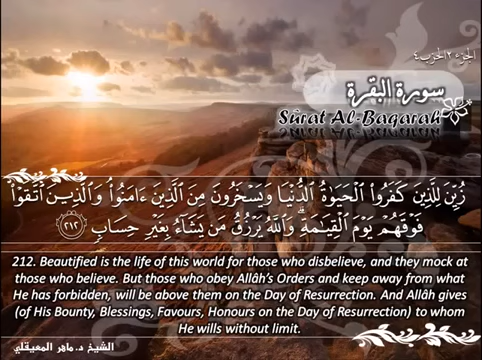 الجزء ٢ الحزب ٤
سورة البقرة
Sûrat Al-Baqarah
زُيِّنَ لِلَّذِينَ كَفَرُوا۟ ٱلْحَيَوٰةُ ٱلدُّنْيَا وَيَسْخَرُونَ مِنَ ٱلَّذِينَ ءَامَنُوا۟ۘ وَٱلَّذِينَ ٱتَّقَوْا۟
فَوْقَهُمْ يَوْمَ ٱلْقِيَٰمَةِۗ وَٱللَّهُ يَرْزُقُ مَن يَشَآءُ بِغَيْرِ حِسَابٍ ٢١٢
212. Beautified is the life of this world for those who disbelieve, and they mock at
those who believe. But those who obey Allâh's Orders and keep away from what
He has forbidden, will be above them on the Day of Resurrection. And Allâh gives
(of His Bounty, Blessings, Favours, Honours on the Day of Resurrection) to whom
He wills without limit.
الشيخ د. ماهر المعيقلي